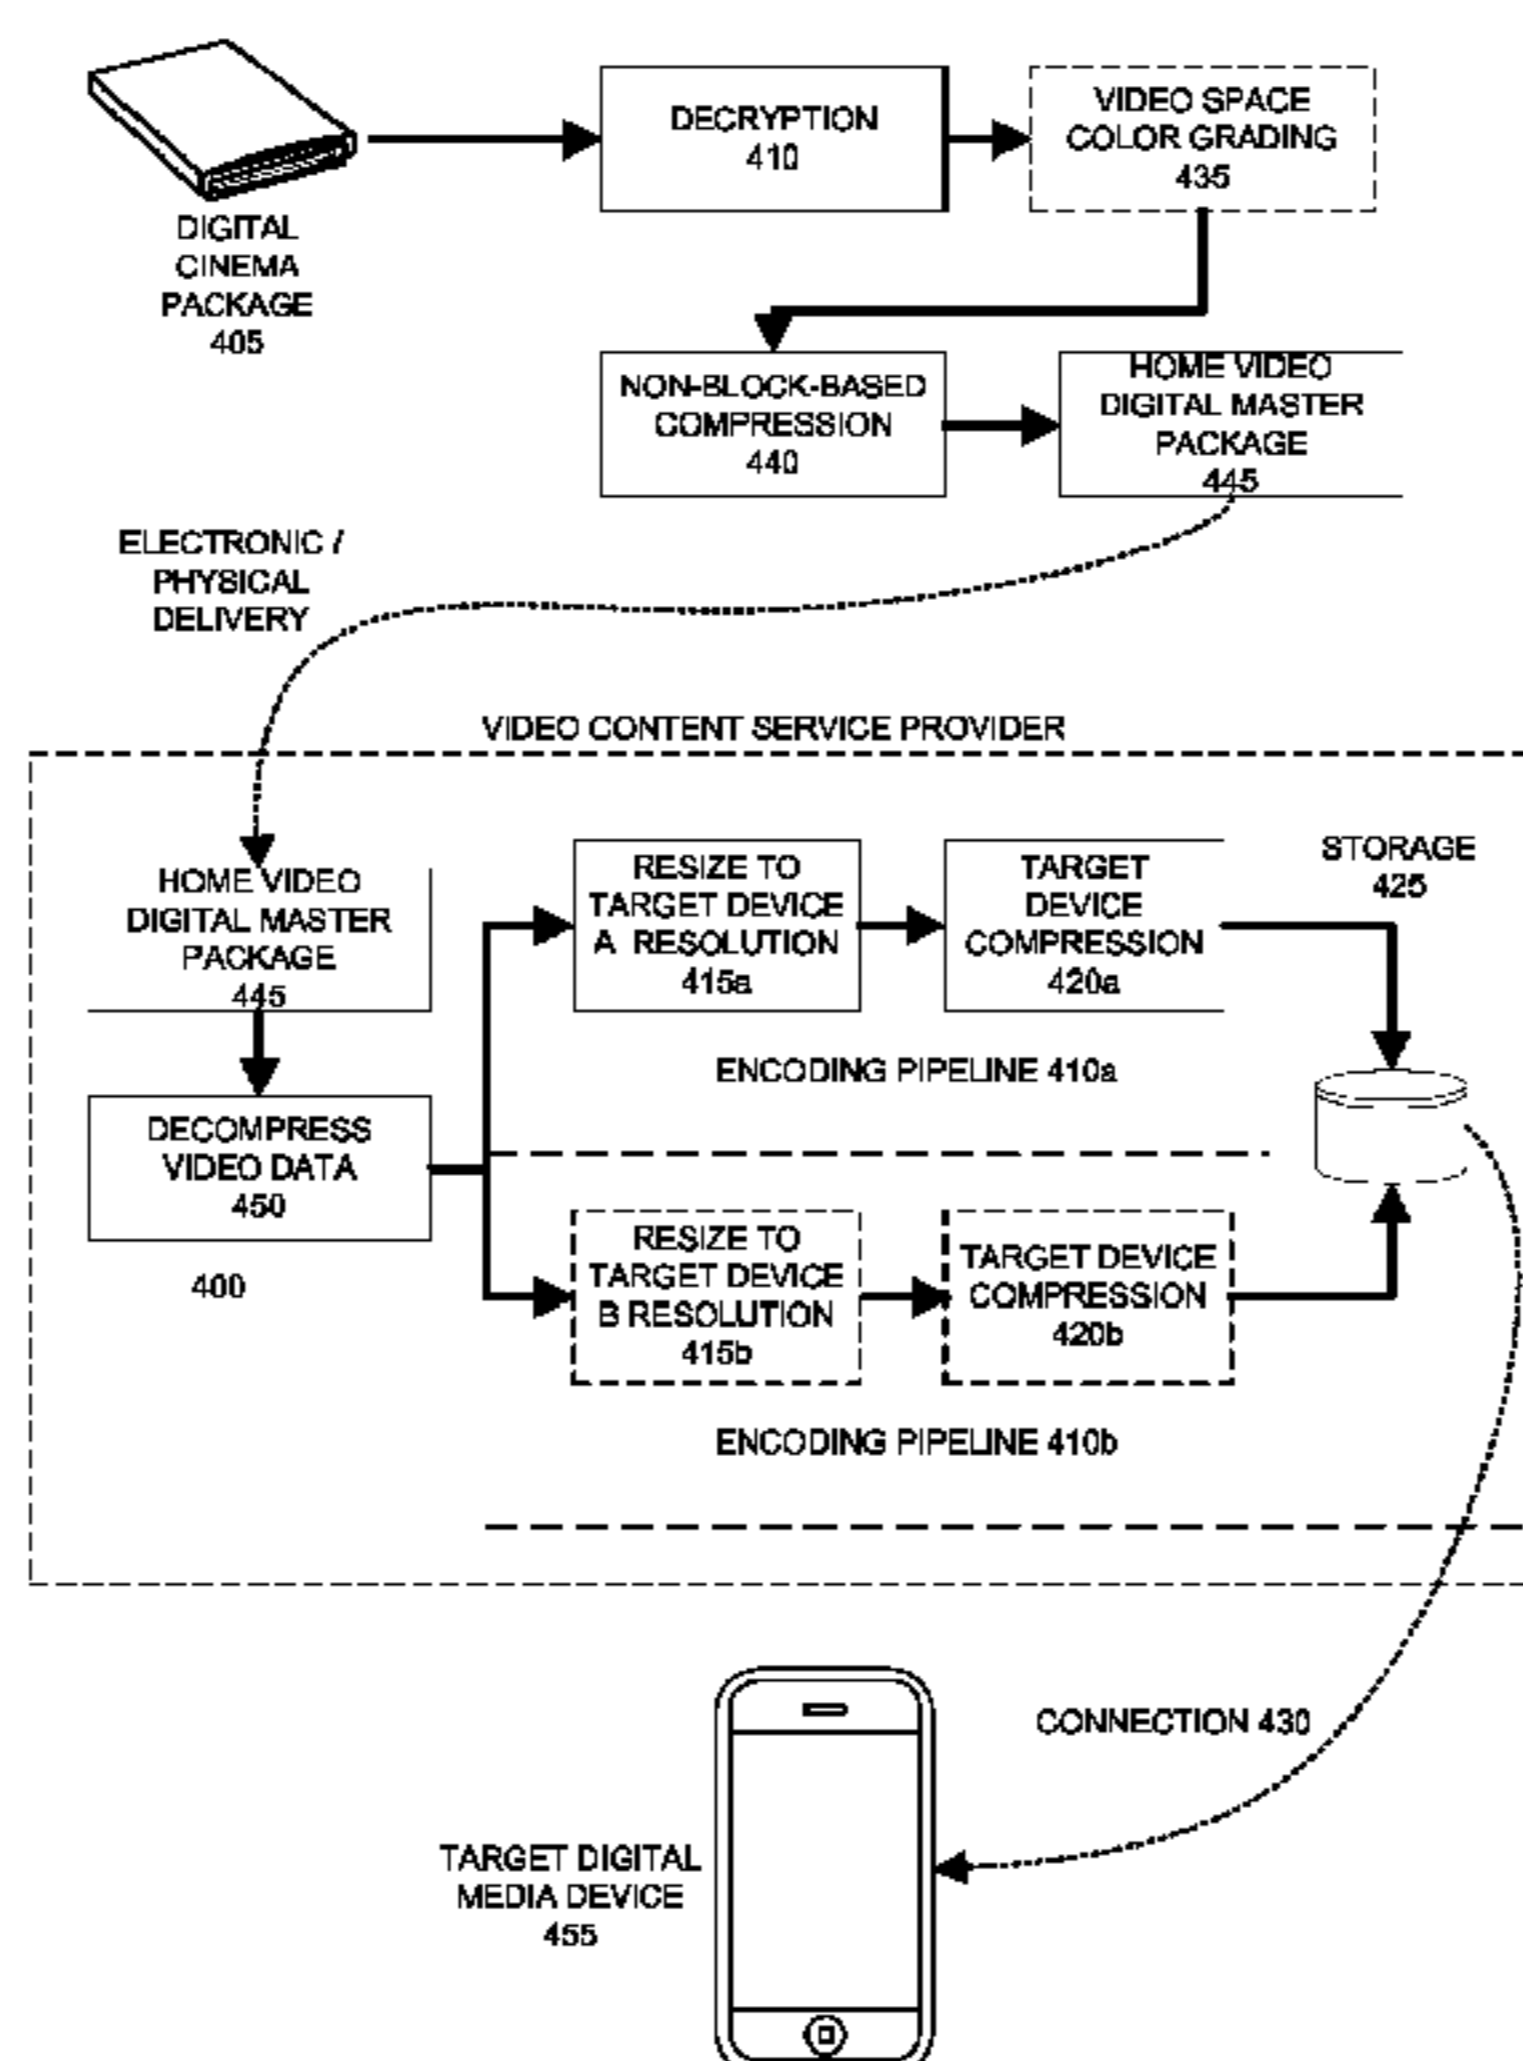 DIGITAL
CINEMA
PACKAGE
405
DECRYPTION
410
VIDEO SPACE
COLOR GRADING
435
NON-BLOCK-BASED
COMPRESSION
440
HOME VIDEO
DIGITAL MASTER
PACKAGE
445
ELECTRONIC /
PHYSICAL
DELIVERY
VIDEO CONTENT SERVICE PROVIDER
HOME VIDEO
DIGITAL MASTER
PACKAGE
445
RESIZE TO
TARGET DEVICE
A RESOLUTION
415a
TARGET
DEVICE
COMPRESSION
420a
STORAGE
425
ENCODING PIPELINE 410a
DECOMPRESS
VIDEO DATA
450
400
RESIZE TO
TARGET DEVICE
B RESOLUTION
415b
TARGET DEVICE
COMPRESSION
420b
ENCODING PIPELINE 410b
CONNECTION 430
TARGET DIGITAL
MEDIA DEVICE
455